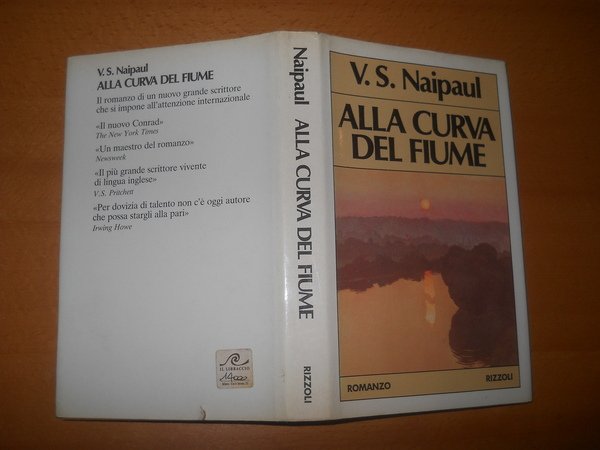 V. S. Naipaul
ALLA CURVA DEL FIUME
Il romanzo di un nuovo grande scrittore
che si impone all'attenzione internazionale
«Il nuovo Conrad»
The New York Times
«Un maestro del romanzo»
Newsweek
«Il più grande scrittore vivente
di lingua inglese»
V.S. Pritchett
«Per dovizia di talento non c'è oggi autore
che possa stargli alla pari»
Irwing Howe
IL LIBRACCIO
Naipaul ALLA CURVA DEL FIUME
RIZZOLI
V. S. Naipaul
ALLA CURVA
DEL FIUME
ROMANZO
RIZZOLI